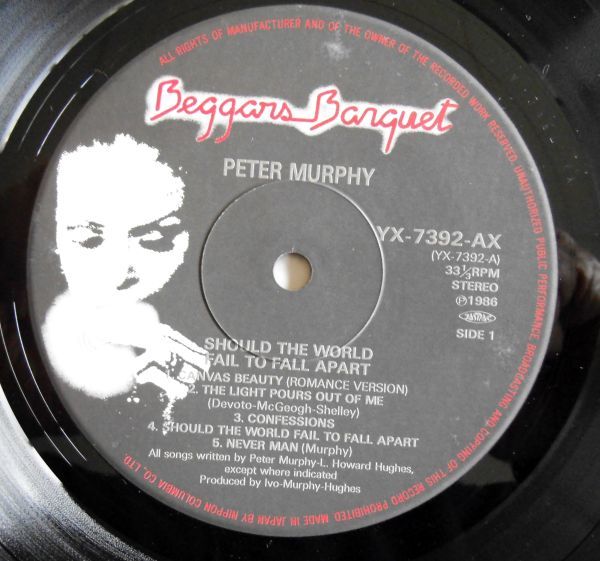 ALL RIGHTS OF MANUFACTURER AND OF THE OWNER OF THE RECORDED WORK RESERVED. UNAUTHORIZED PUBLIC PERFORMANCE, BROADCASTING AND COPYING OF THIS RECORD PROHIBITED. MADE IN JAPAN BY NIPPON COLUMBIA CO., LTD.
Beggars Banquet
PETER MURPHY
YX-7392-AX
(YX-7392-A)
33⅓RPM
STEREO
Ⓟ1986
SIDE 1
SHOULD THE WORLD
FAIL TO FALL APART
CANVAS BEAUTY (ROMANCE VERSION)
2. THE LIGHT POURS OUT OF ME
(Devoto-McGeogh-Shelley)
3. CONFESSIONS
4. SHOULD THE WORLD FAIL TO FALL APART
5. NEVER MAN (Murphy)
All songs written by Peter Murphy-L. Howard Hughes,
except where indicated
Produced by Ivo-Murphy-Hughes